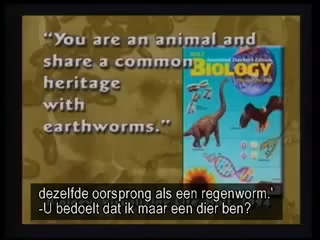 “You are an animal and
share a common
heritage
with
earthworms.”
BIOLOGY
dezelfde oorsprong als een regenworm.'
-U bedoelt dat ik maar een dier ben?